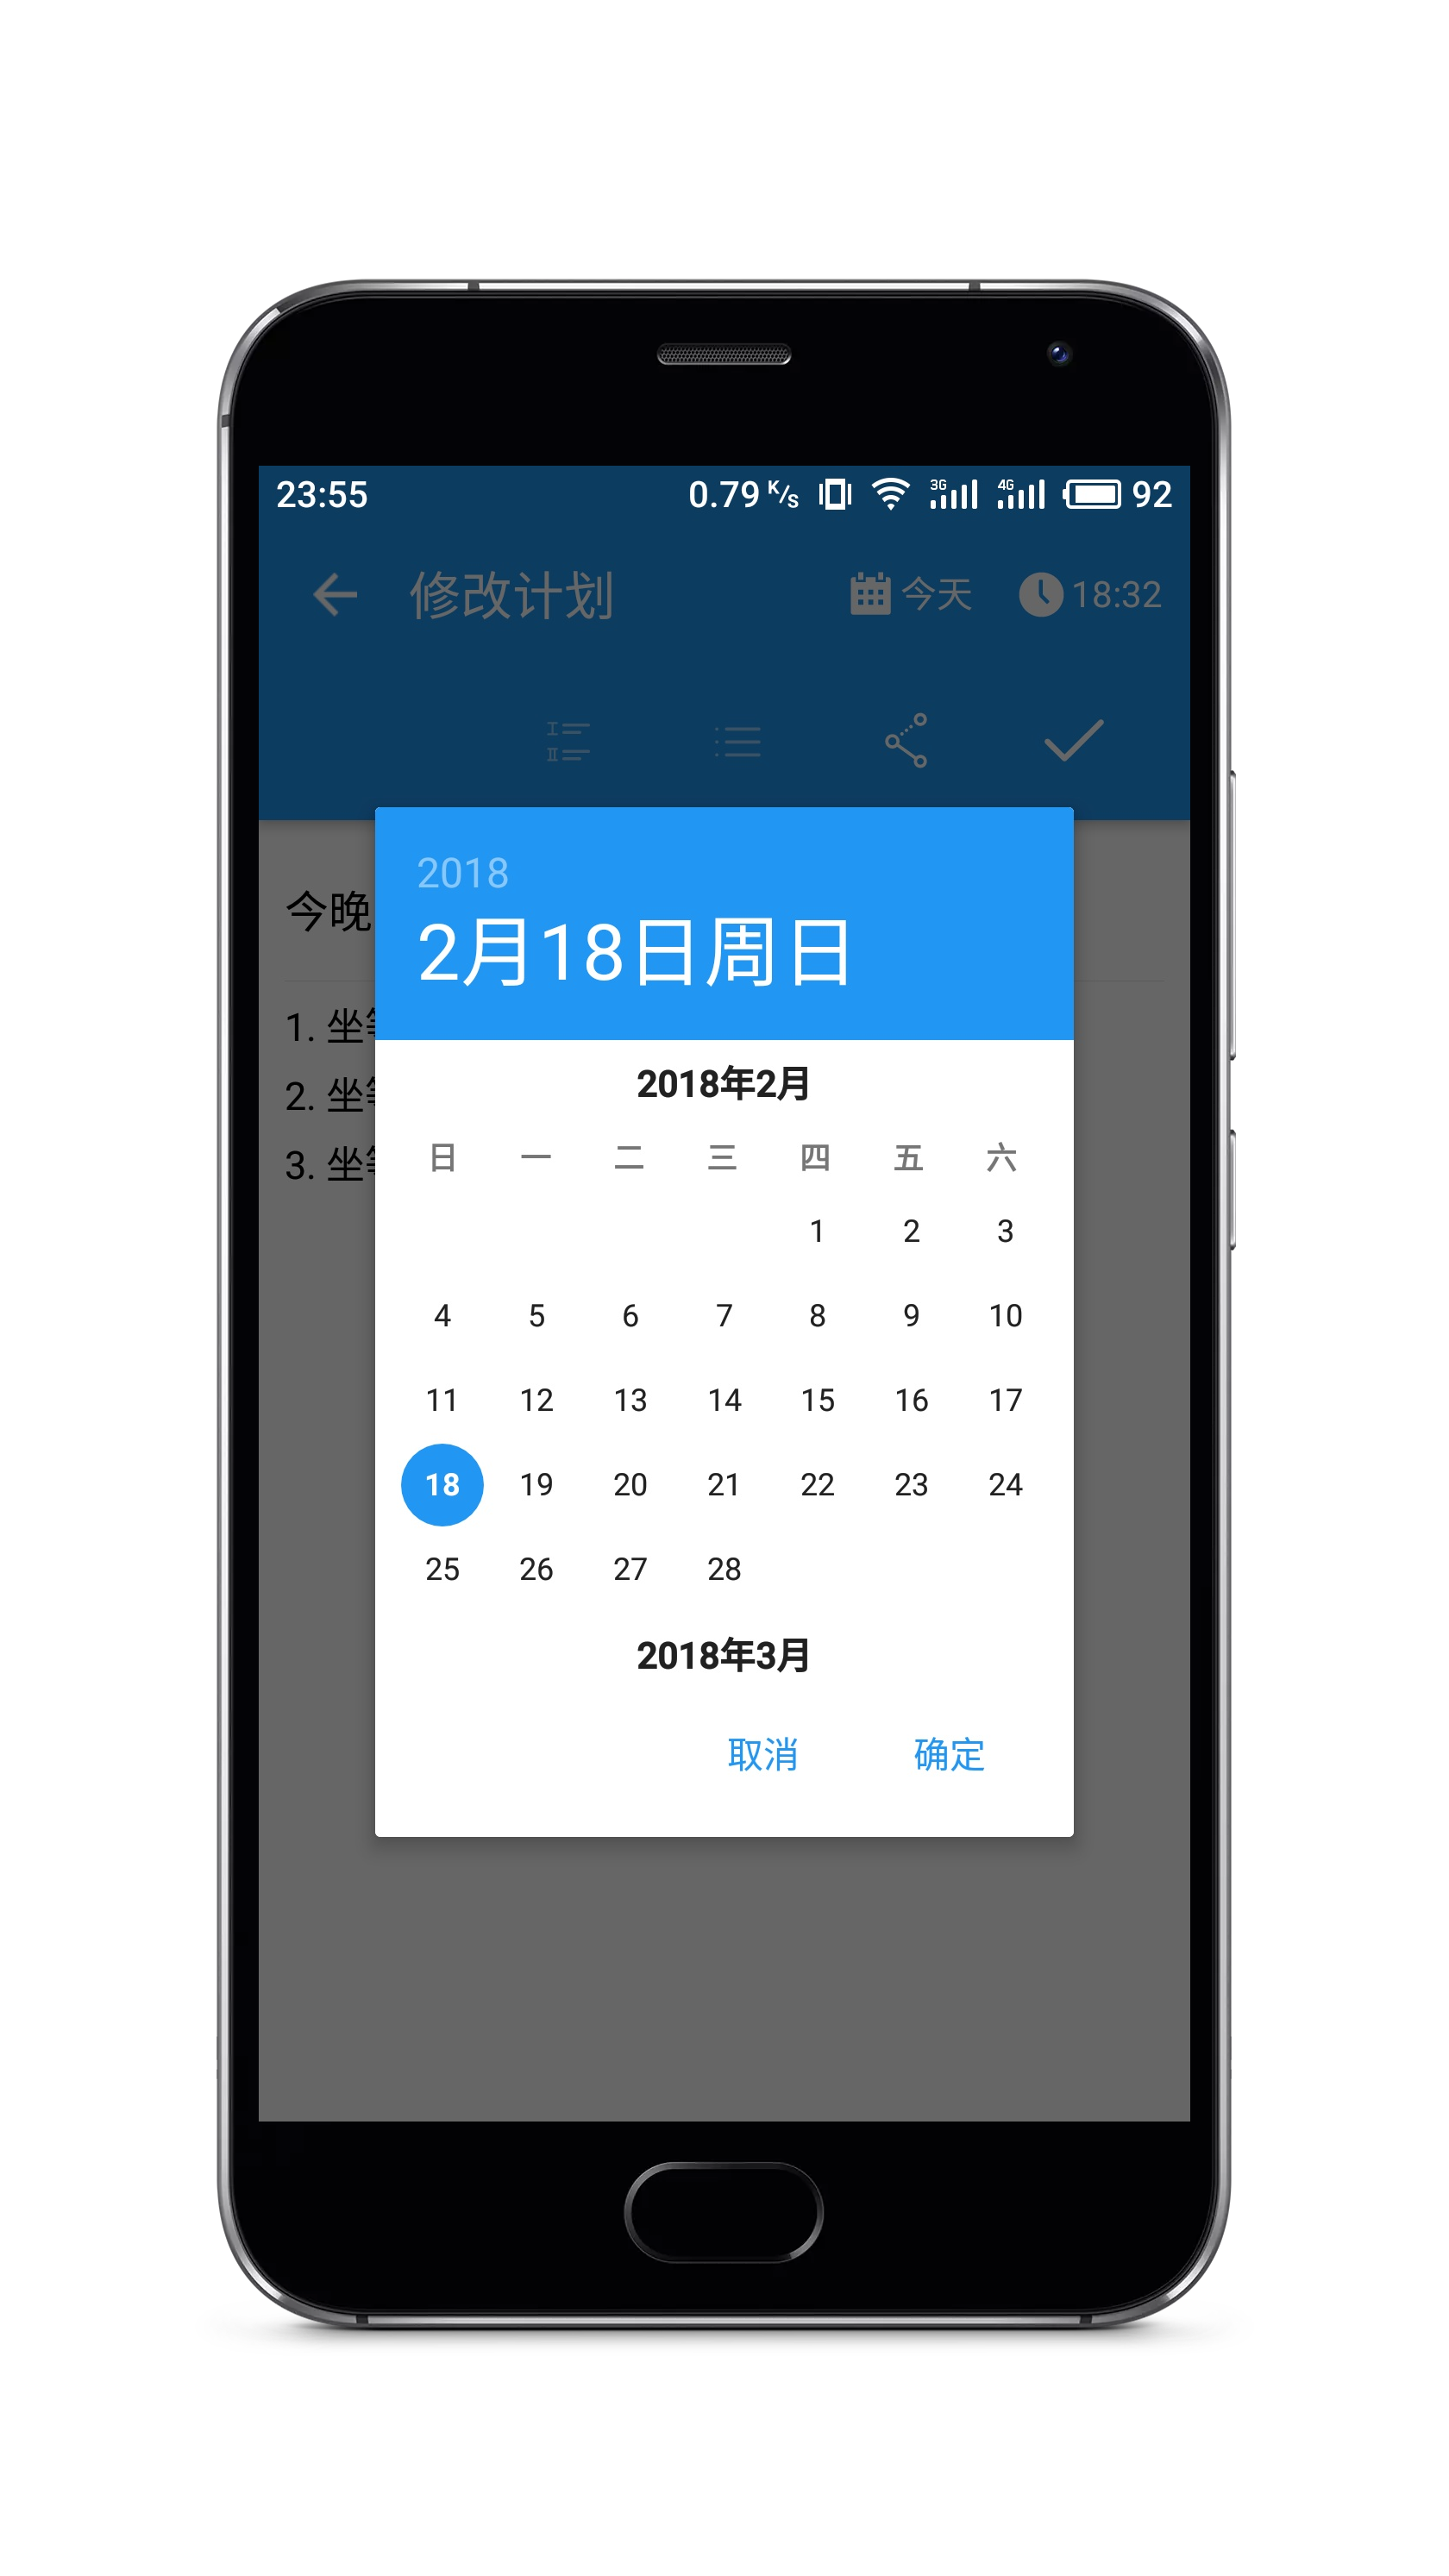 23:55 0.79 K/s 3G 4G 92
修改计划 今天 18:32
2018
2月18日周日
今晚
1. 坐
2. 坐
3. 坐
2018年2月
日 一 二 三 四 五 六
1 2 3
4 5 6 7 8 9 10
11 12 13 14 15 16 17
18 19 20 21 22 23 24
25 26 27 28
2018年3月
取消 确定